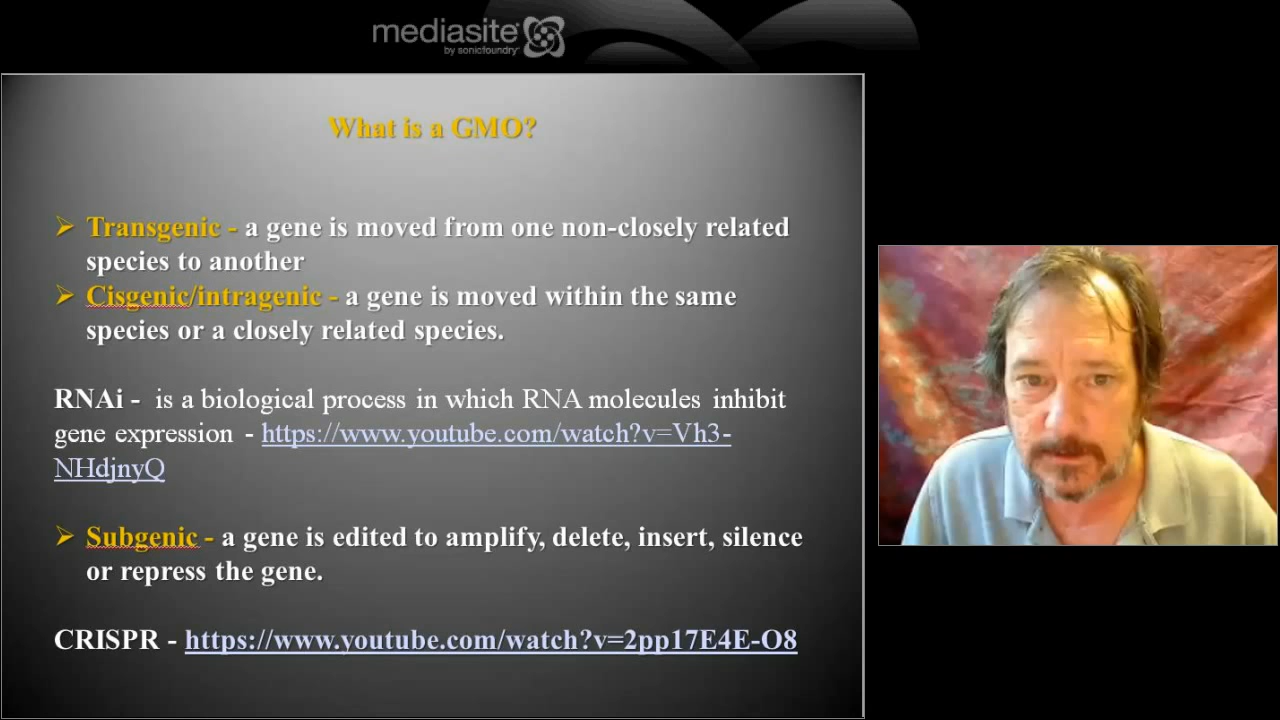 mediasite
by sonicfoundry
What is a GMO?
Transgenic - a gene is moved from one non-closely related
species to another
Cisgenic/intragenic - a gene is moved within the same
species or a closely related species.
RNAi - is a biological process in which RNA molecules inhibit
gene expression - https://www.youtube.com/watch?v=Vh3-
NHdjnyQ
Subgenic - a gene is edited to amplify, delete, insert, silence
or repress the gene.
CRISPR - https://www.youtube.com/watch?v=2pp17E4E-O8